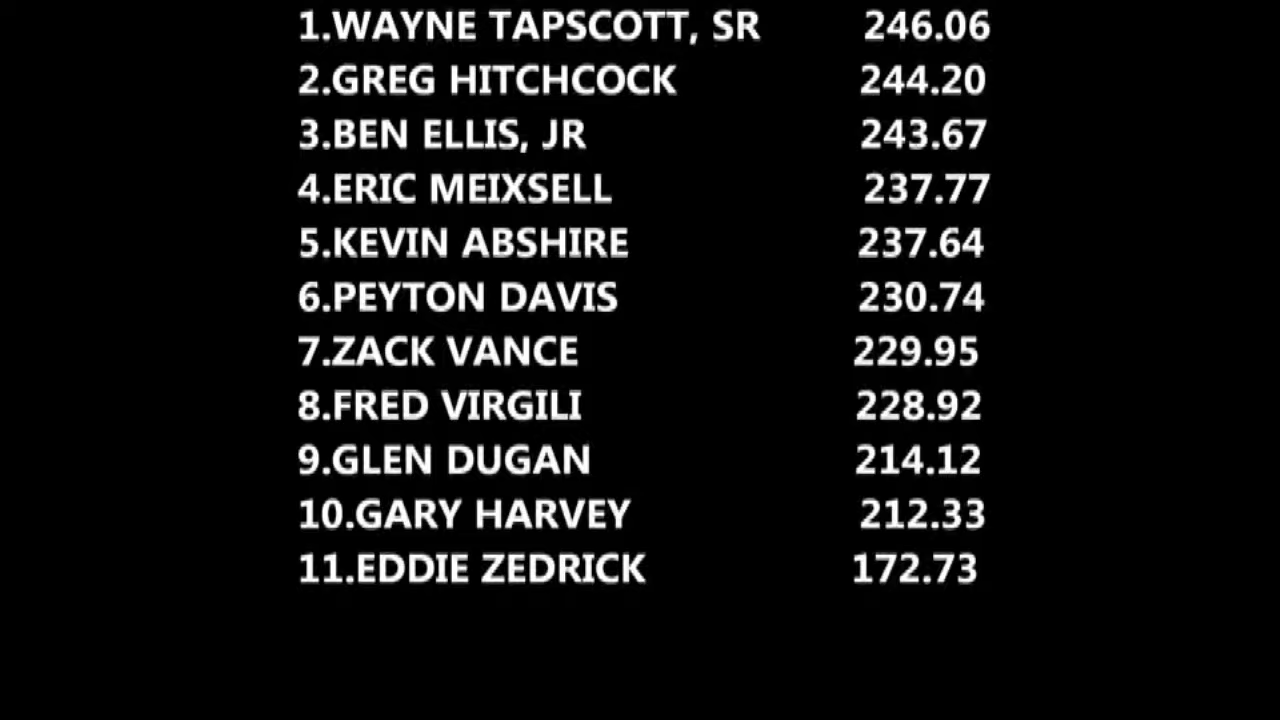 1.WAYNE TAPSCOTT, SR 246.06
2.GREG HITCHCOCK 244.20
3.BEN ELLIS, JR 243.67
4.ERIC MEIXSELL 237.77
5.KEVIN ABSHIRE 237.64
6.PEYTON DAVIS 230.74
7.ZACK VANCE 229.95
8.FRED VIRGILI 228.92
9.GLEN DUGAN 214.12
10.GARY HARVEY 212.33
11.EDDIE ZEDRICK 172.73